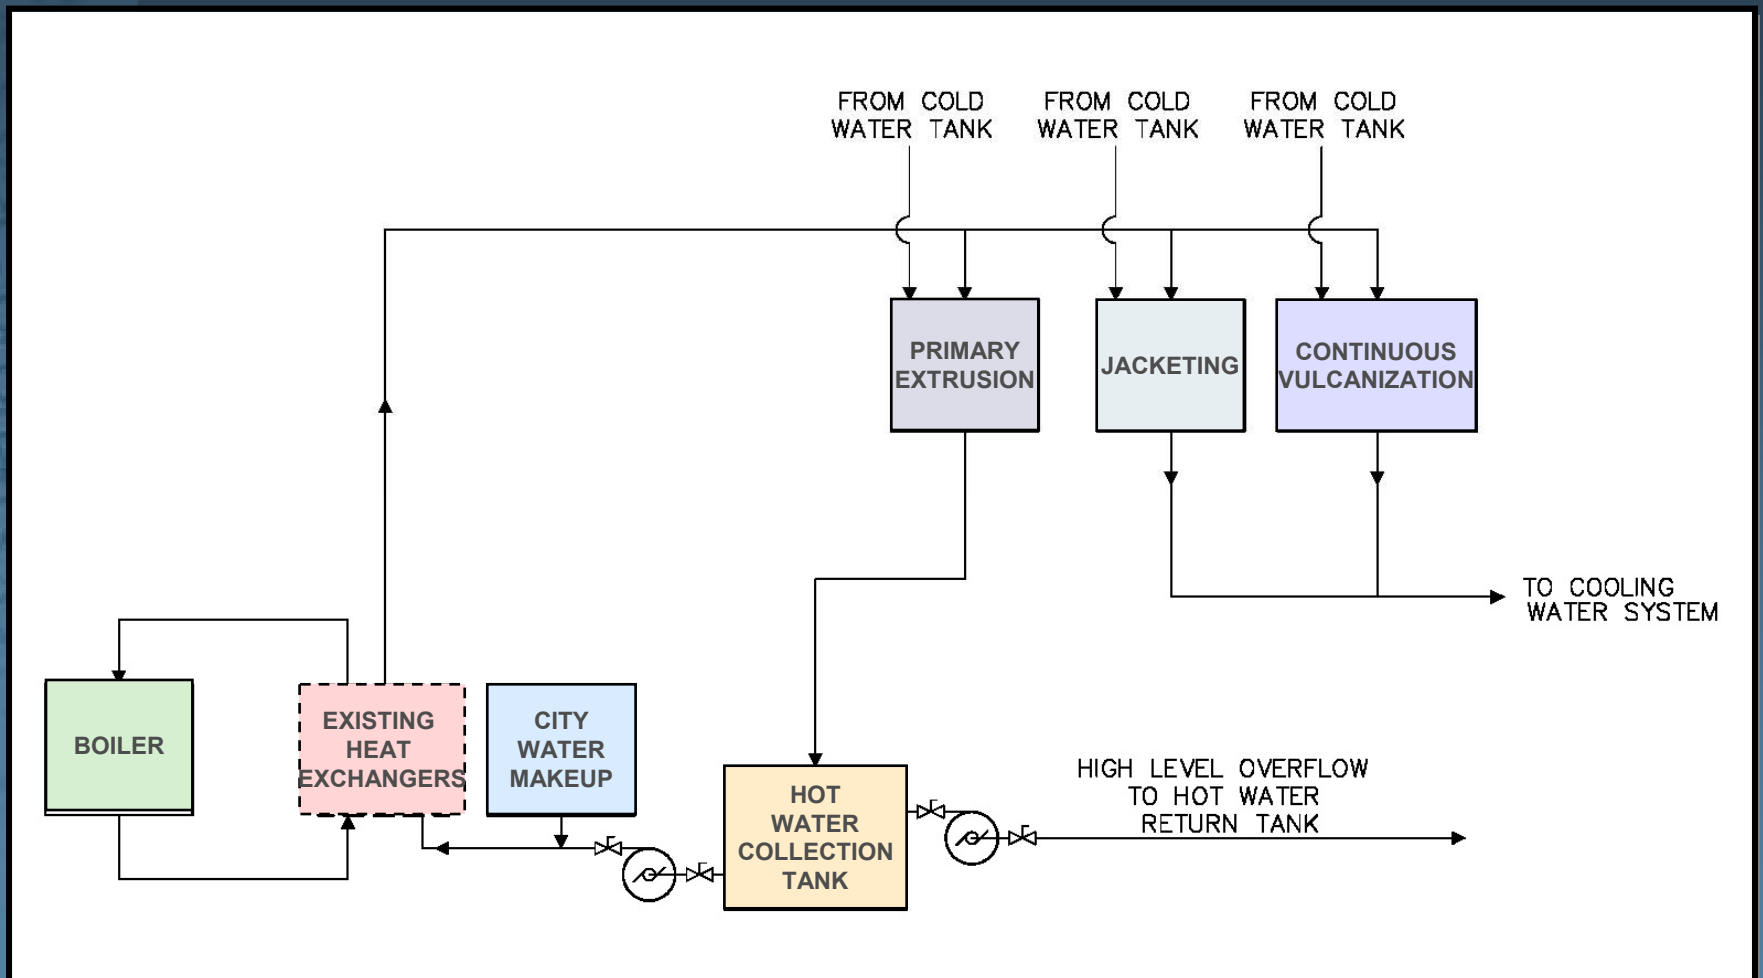 FROM COLD
WATER TANK
FROM COLD
WATER TANK
FROM COLD
WATER TANK
PRIMARY
EXTRUSION
JACKETING
CONTINUOUS
VULCANIZATION
TO COOLING
WATER SYSTEM
BOILER
EXISTING
HEAT
EXCHANGERS
CITY
WATER
MAKEUP
HOT
WATER
COLLECTION
TANK
HIGH LEVEL OVERFLOW
TO HOT WATER
RETURN TANK